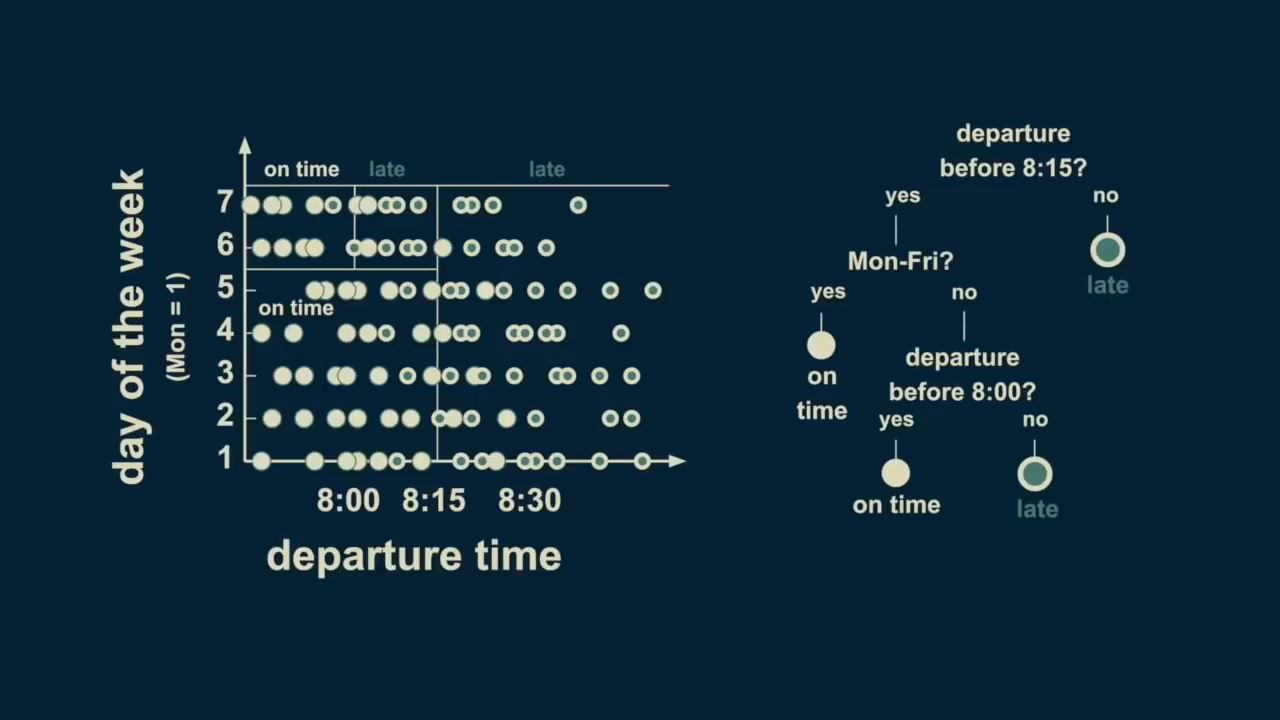 day of the week
(Mon = 1)
on time late late
7
6
5
on time
4
3
2
1
8:00 8:15 8:30
departure time
departure
before 8:15?
yes no
Mon-Fri?
late
yes no
on
time
departure
before 8:00?
yes no
on time
late